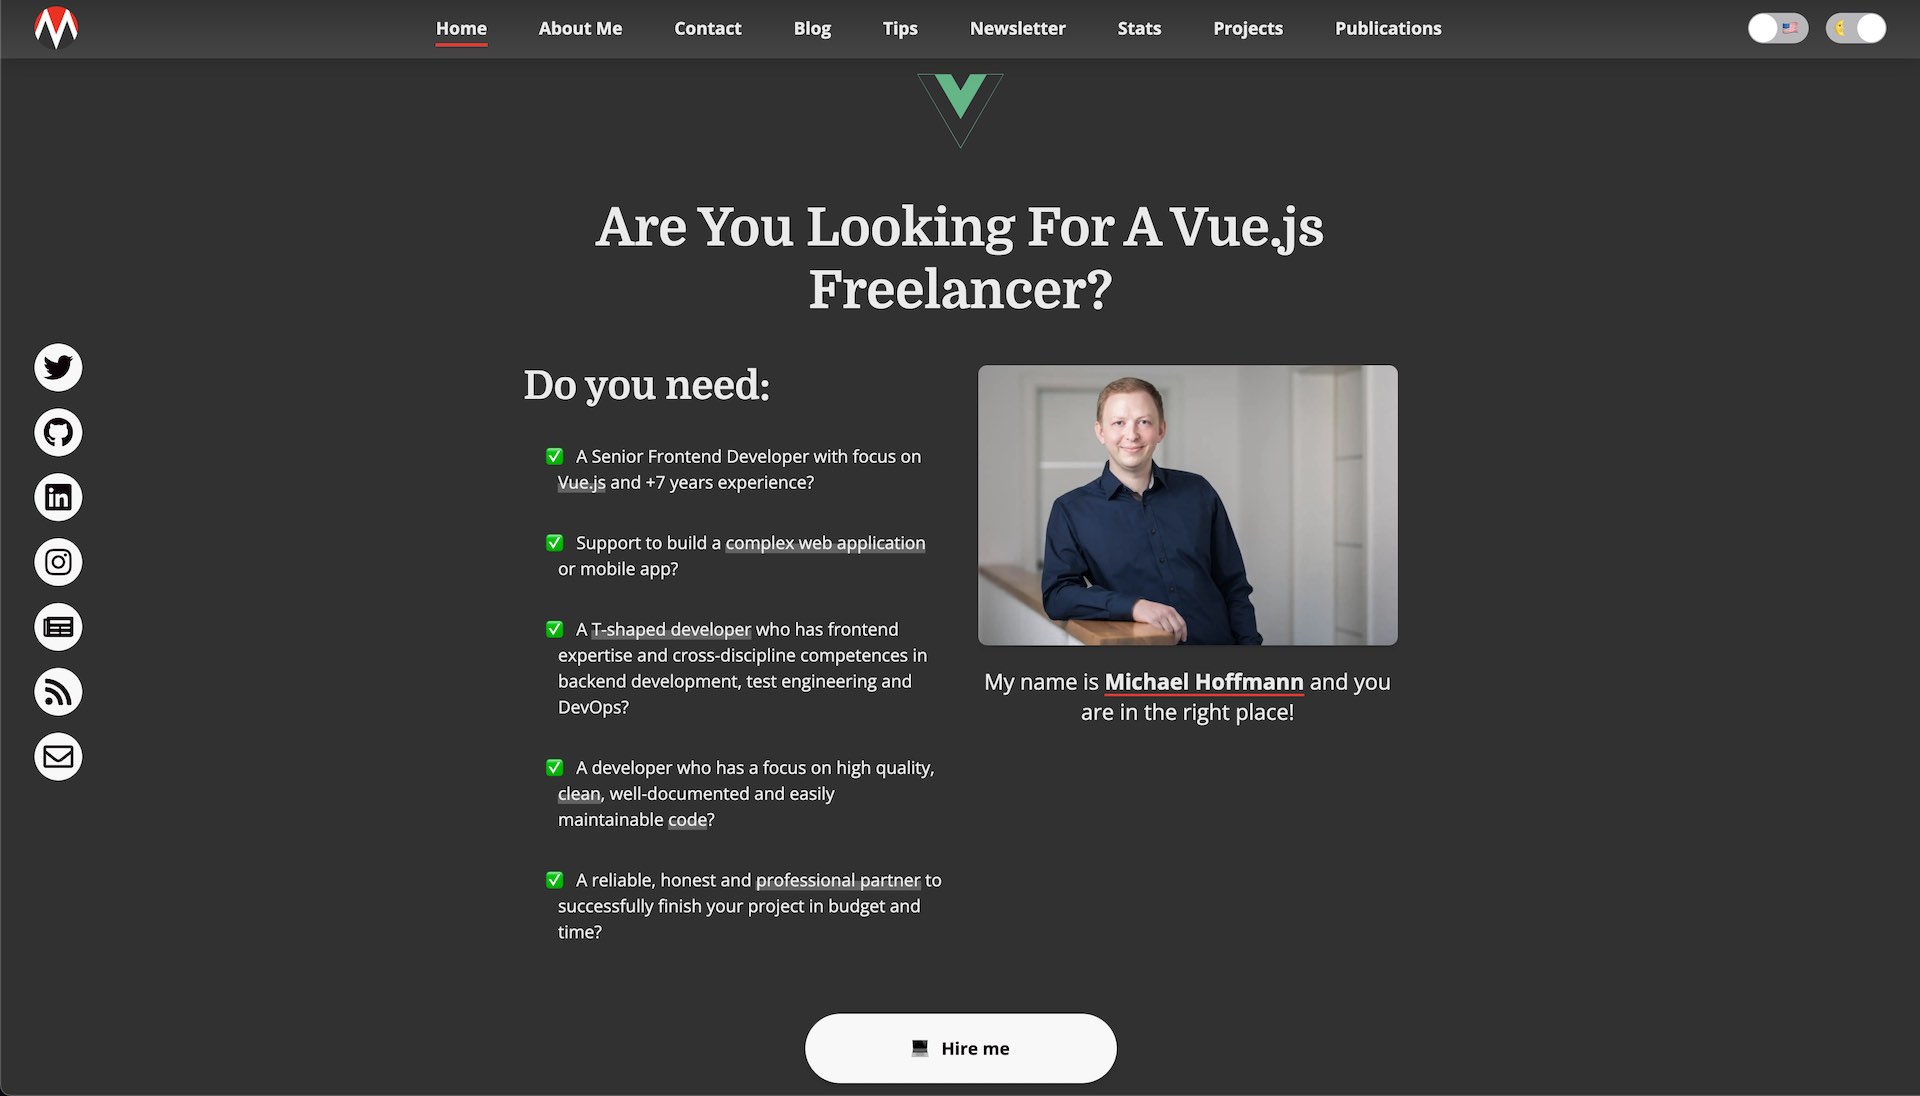 Home About Me Contact Blog Tips Newsletter Stats Projects Publications
Are You Looking For A Vue.js
Freelancer?
Do you need:
✅ A Senior Frontend Developer with focus on
Vue.js and +7 years experience?
✅ Support to build a complex web application
or mobile app?
✅ A T-shaped developer who has frontend
expertise and cross-discipline competences in
backend development, test engineering and
DevOps?
✅ A developer who has a focus on high quality,
clean, well-documented and easily
maintainable code?
✅ A reliable, honest and professional partner to
successfully finish your project in budget and
time?
My name is Michael Hoffmann and you
are in the right place!
Hire me